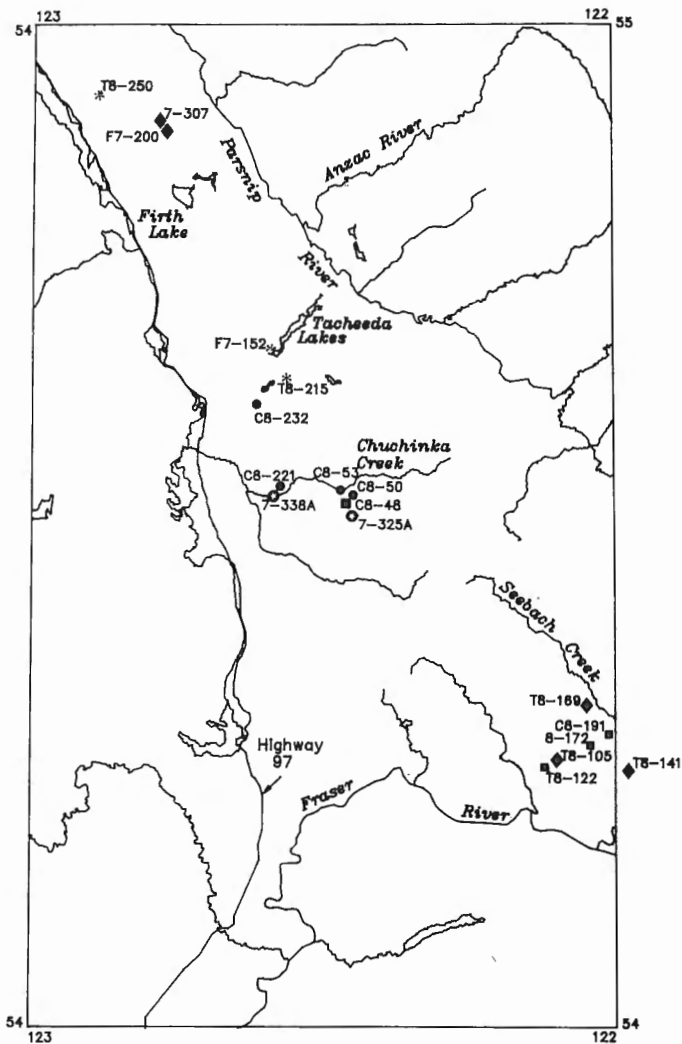 123
122
54
55
T8-250
7-307
F7-200
Parsnip
River
Anzac River
Firth
Lake
Tacheeda
Lakes
F7-152
T8-215
C8-232
Chuchinka
Creek
C8-221
C8-53
C8-50
7-338A
C8-48
7-325A
Seebach Creek
T8-169
C8-191
8-172
T8-105
T8-141
T8-122
Highway
97
Fraser
River
54
54
123
122